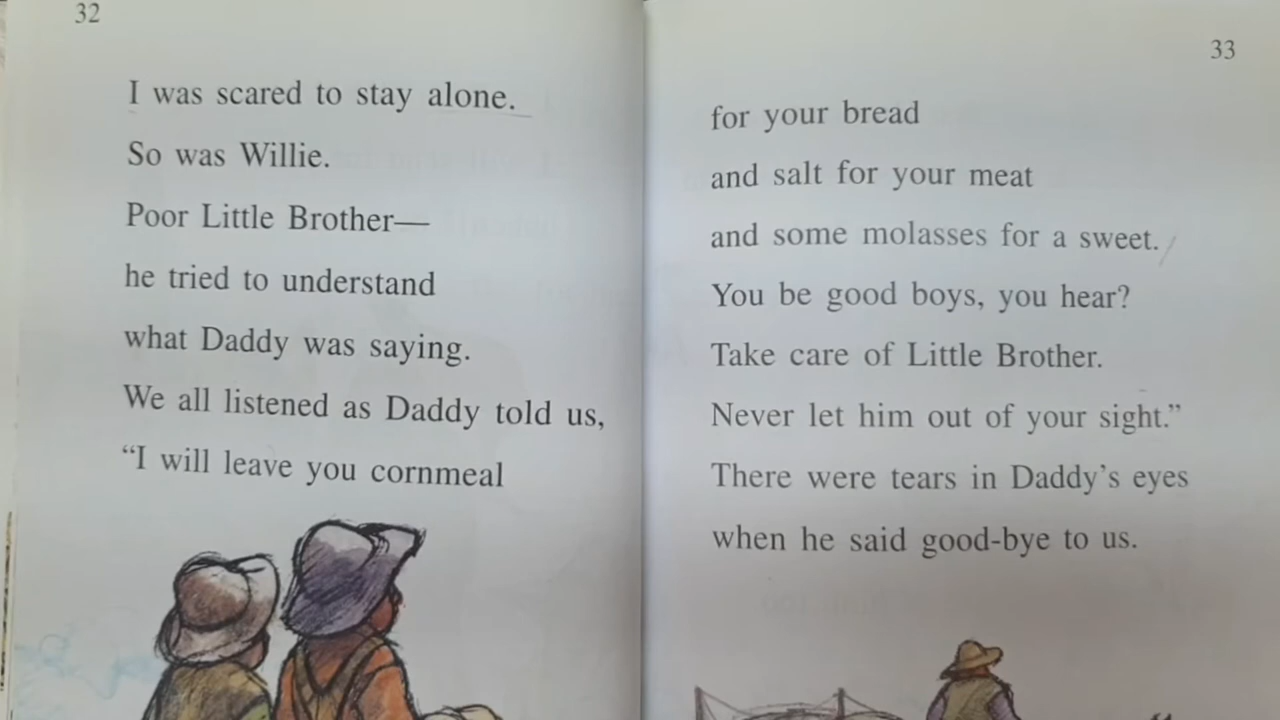 32
I was scared to stay alone.
So was Willie.
Poor Little Brother—
he tried to understand
what Daddy was saying.
We all listened as Daddy told us,
“I will leave you cornmeal
33
for your bread
and salt for your meat
and some molasses for a sweet.
You be good boys, you hear?
Take care of Little Brother.
Never let him out of your sight.”
There were tears in Daddy’s eyes
when he said good-bye to us.